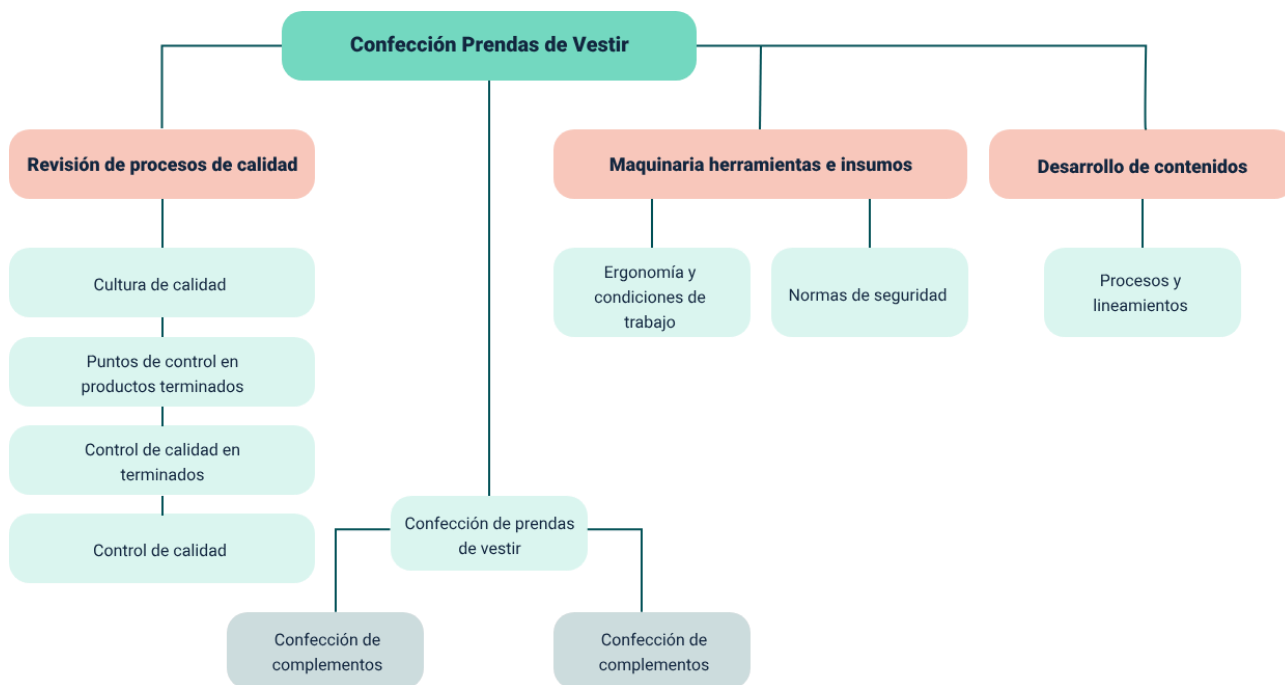 Confección Prendas de Vestir
Revisión de procesos de calidad
Maquinaria herramientas e insumos
Desarrollo de contenidos
Cultura de calidad
Ergonomía y
condiciones de
trabajo
Normas de seguridad
Procesos y
lineamientos
Puntos de control en
productos terminados
Control de calidad en
terminados
Control de calidad
Confección de prendas
de vestir
Confección de
complementos
Confección de
complementos